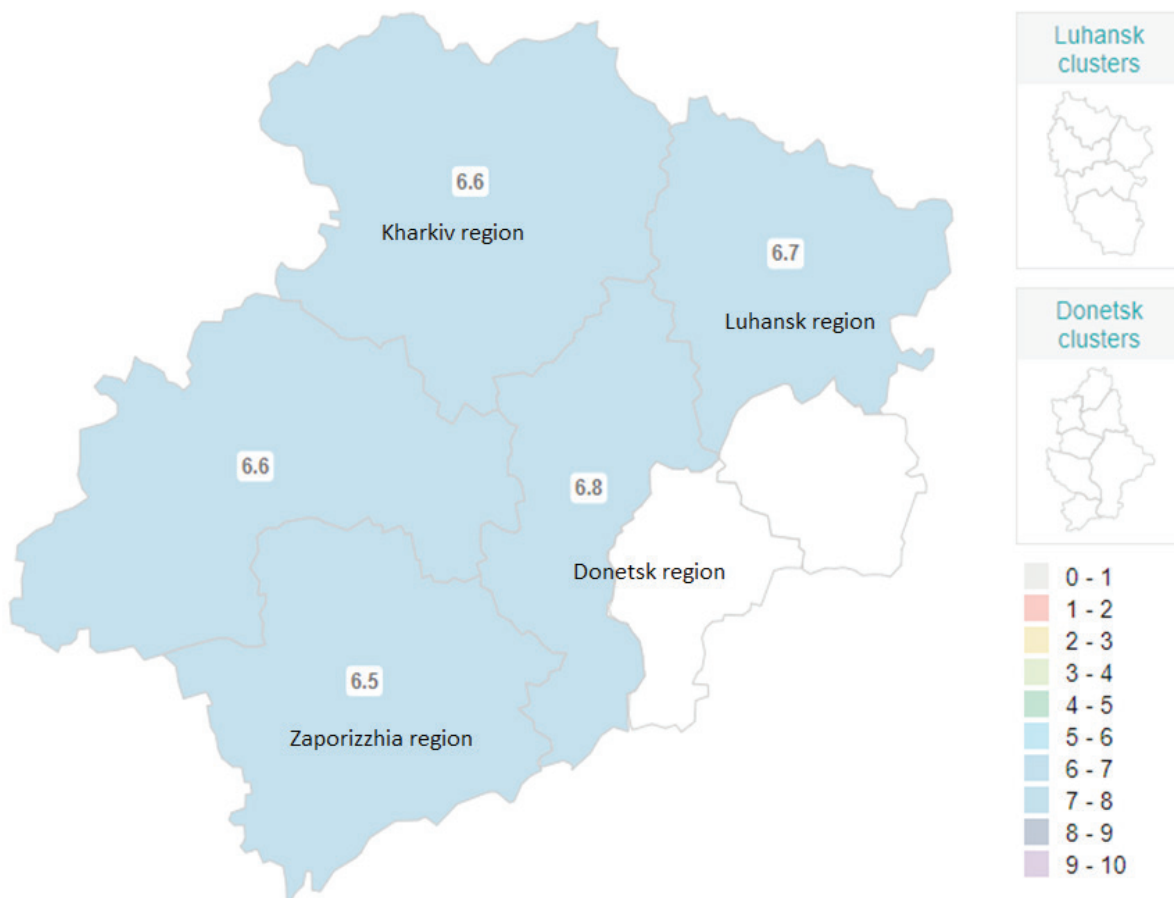 6.6
Kharkiv region
6.7
Luhansk region
6.6
6.8
Donetsk region
6.5
Zaporizzhia region
Luhansk
clusters
Donetsk
clusters
0 - 1
1 - 2
2 - 3
3 - 4
4 - 5
5 - 6
6 - 7
7 - 8
8 - 9
9 - 10